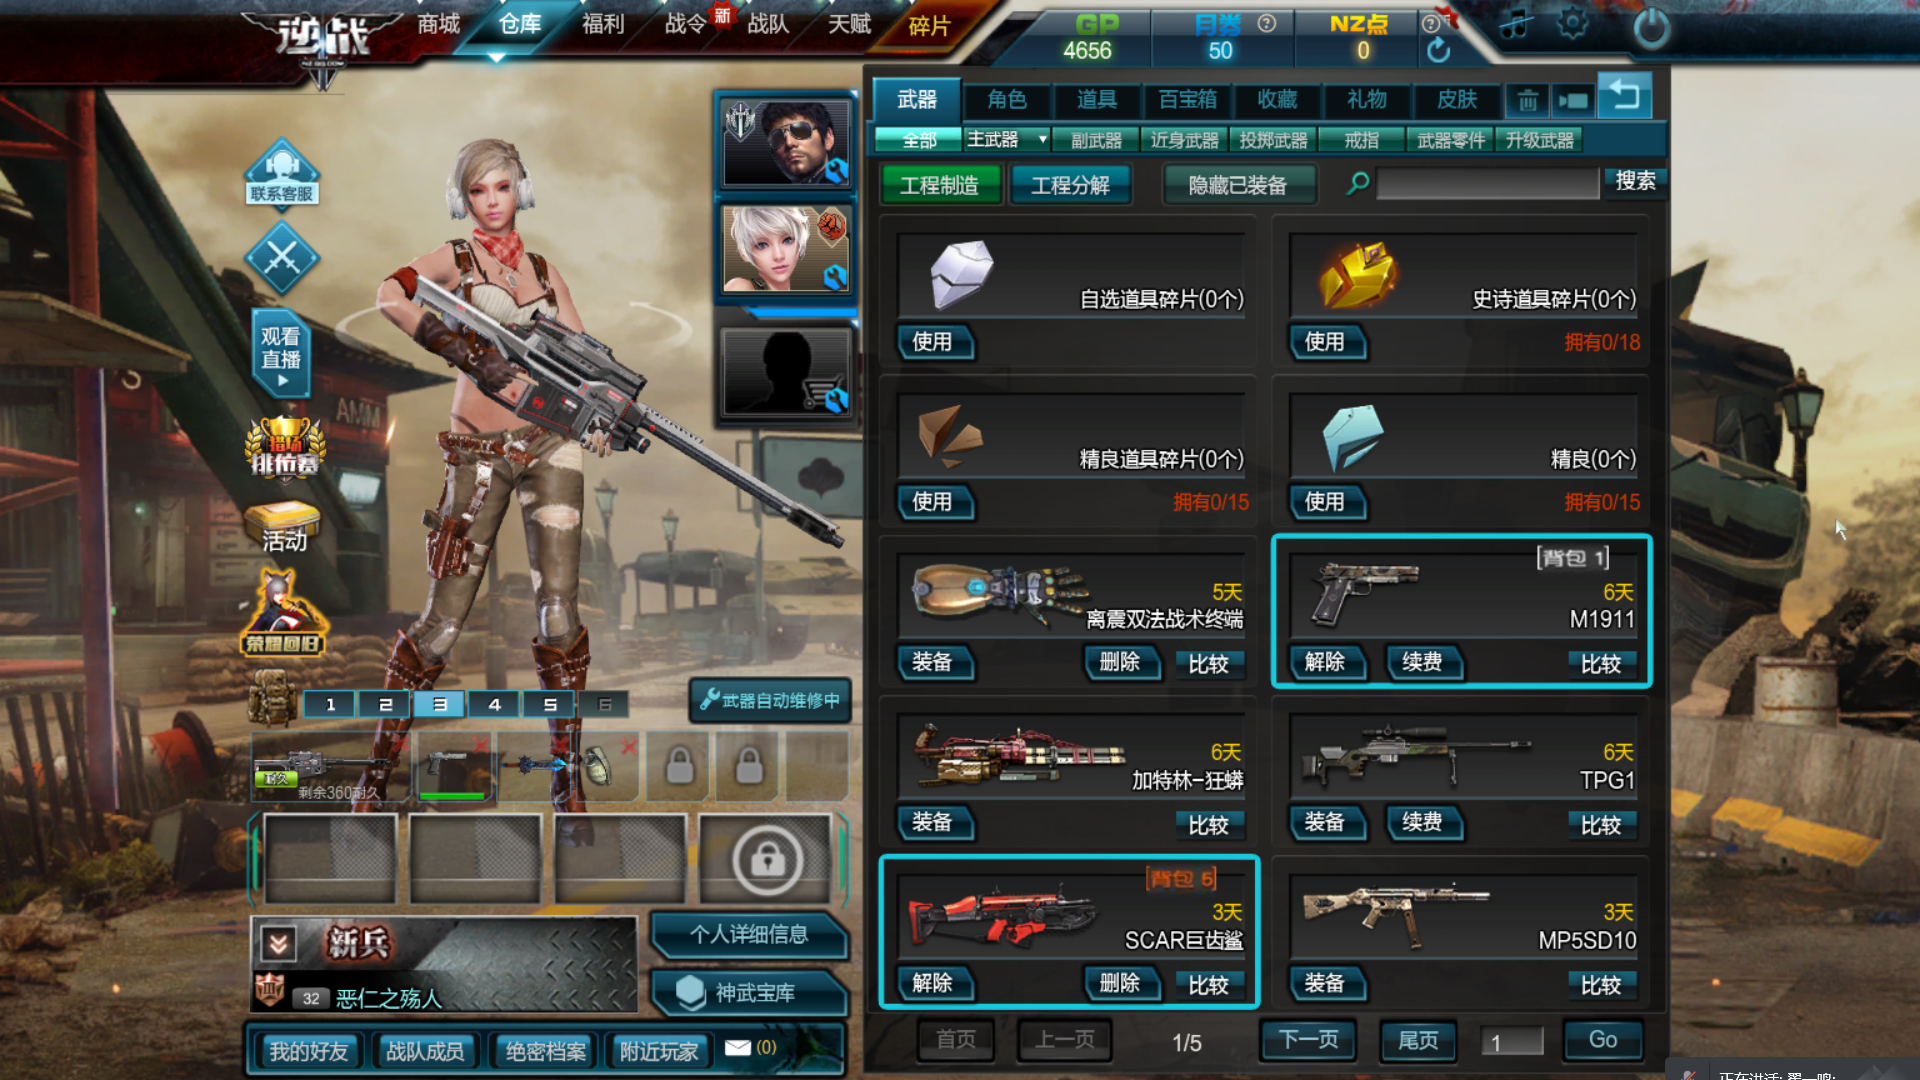 逆战
NZ.QQ.COM
商城
仓库
福利
战令
新
战队
天赋
碎片
GP
4656
月券
50
NZ点
0
联系客服
观看
直播
猎场
排位赛
活动
荣耀回归
武器
角色
道具
百宝箱
收藏
礼物
皮肤
全部
主武器
副武器
近身武器
投掷武器
戒指
武器零件
升级武器
工程制造
工程分解
隐藏已装备
搜索
自选道具碎片(0个)
使用
史诗道具碎片(0个)
使用
拥有0/18
精良道具碎片(0个)
使用
拥有0/15
精良(0个)
使用
拥有0/15
5天
离震双法战术终端
装备
删除
比较
[背包 1]
6天
M1911
解除
续费
比较
6天
加特林-狂蟒
装备
比较
6天
TPG1
装备
续费
比较
[背包 5]
3天
SCAR巨齿鲨
解除
删除
比较
3天
MP5SD10
装备
比较
首页
上一页
1/5
下一页
尾页
1
Go
1
2
3
4
5
6
武器自动维修中
耐久
剩余360耐久
新兵
III
32
恶仁之殇人
个人详细信息
神武宝库
我的好友
战队成员
绝密档案
附近玩家
(0)